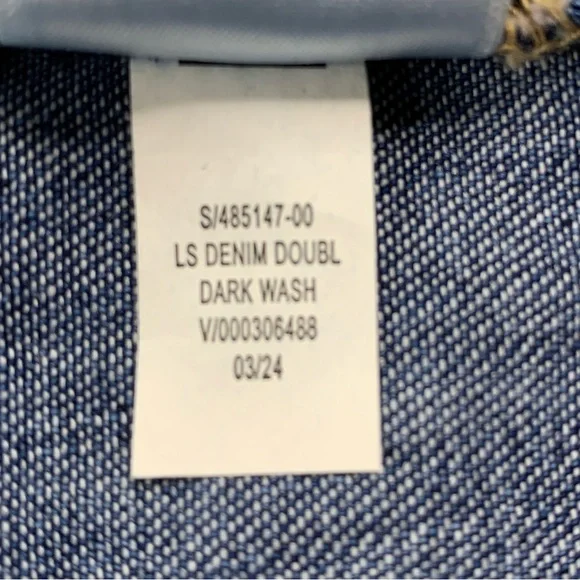 S/485147-00
LS DENIM DOUBL
DARK WASH
V/000306488
03/24